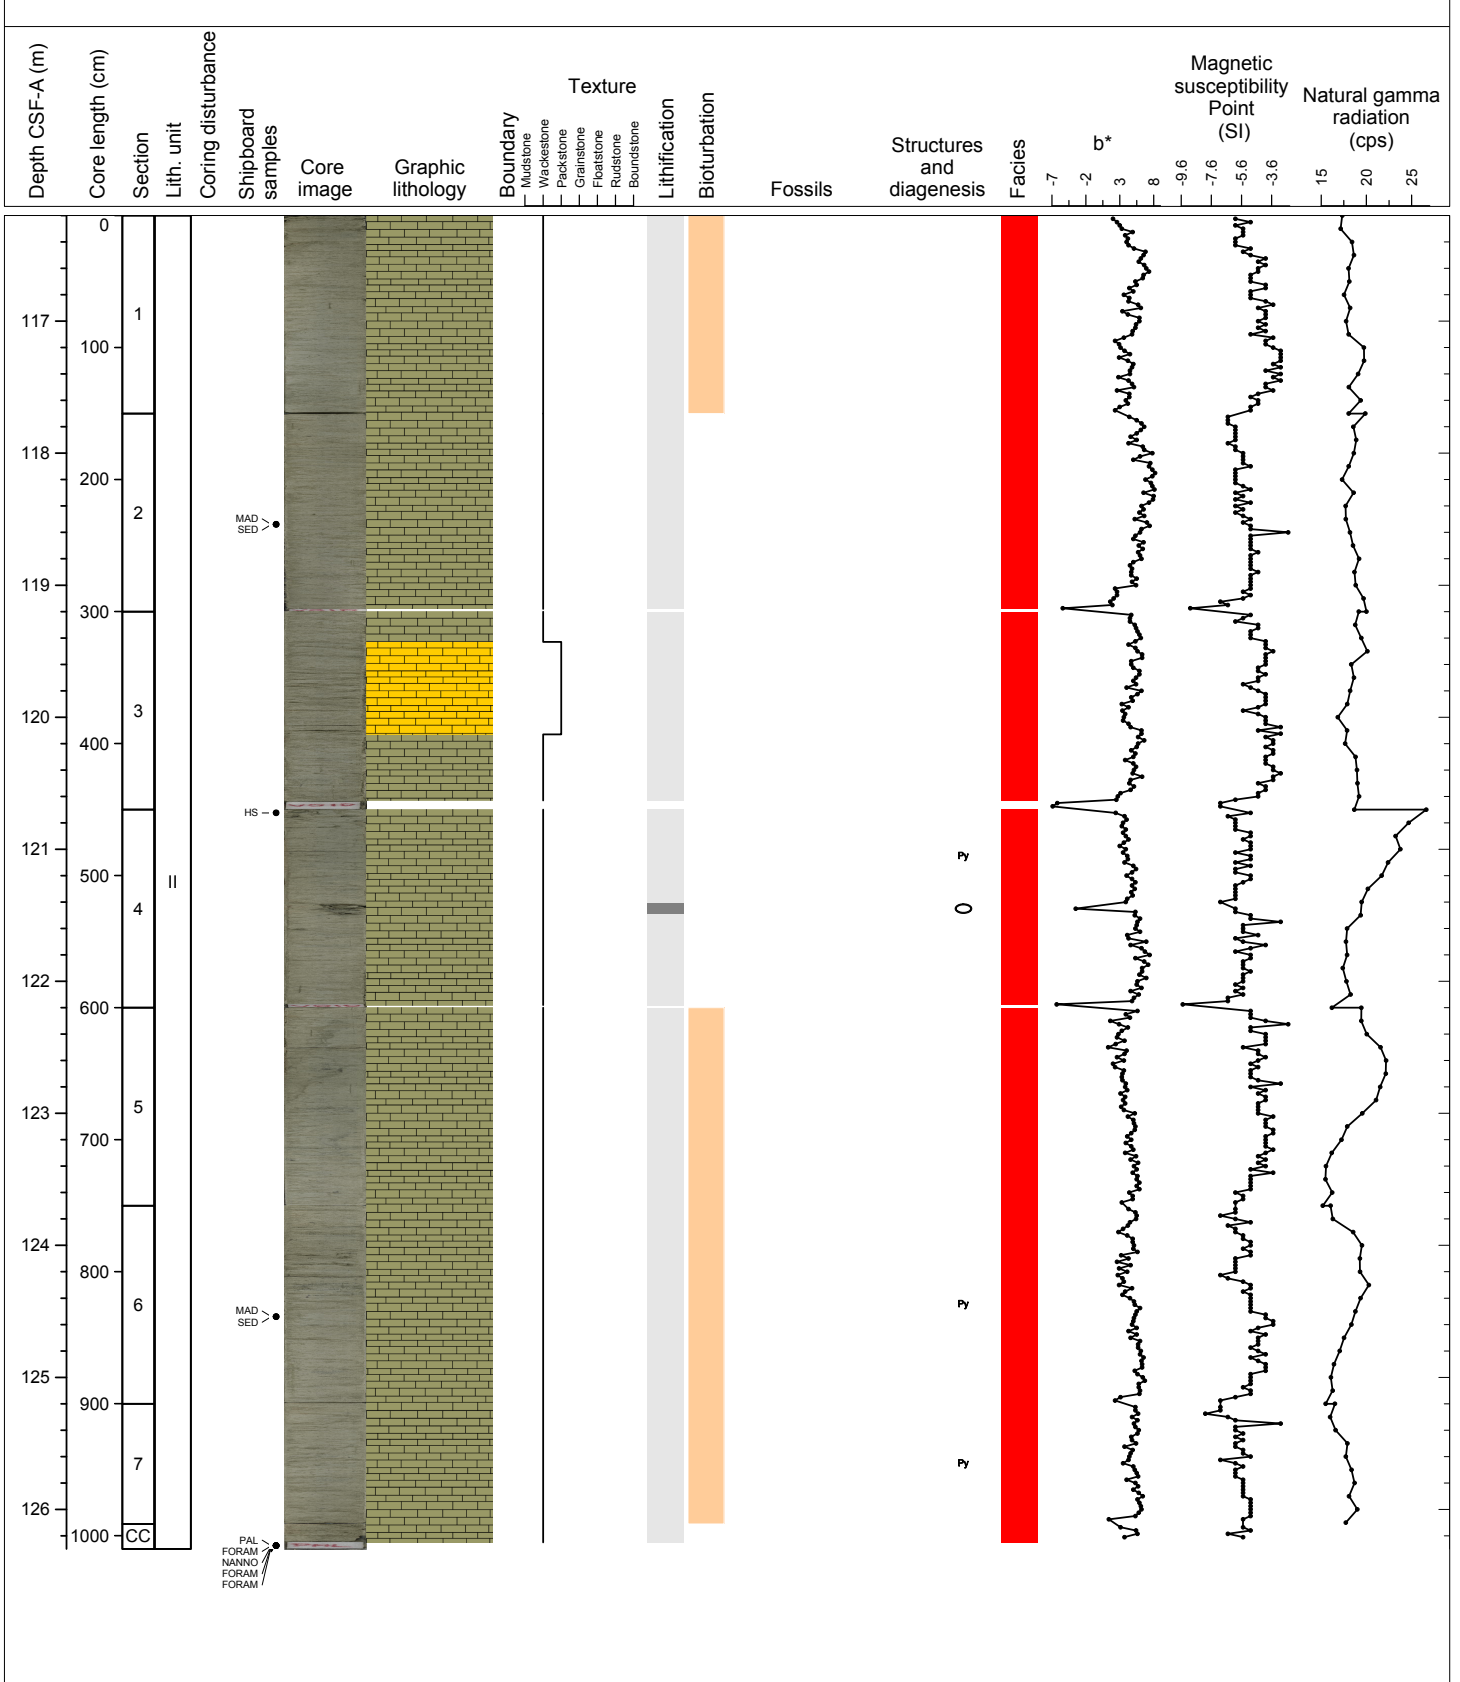 Depth CSF-A (m)
Core length (cm)
Section
Lith. unit
Coring disturbance
Shipboard
samples
Core
image
Graphic
lithology
Boundary
Texture
Mudstone
Wackestone
Packstone
Grainstone
Floatstone
Rudstone
Boundstone
Lithification
Bioturbation
Fossils
Structures
and
diagenesis
Facies
b*
-7
-2
3
8
Magnetic
susceptibility
Point
(SI)
-9.6
-7.6
-5.6
-3.6
Natural gamma
radiation
(cps)
15
20
25
0
117
1
100
118
200
2
MAD
SED
119
300
120
3
400
HS
121
Py
500
II
4
122
600
5
123
700
124
800
6
MAD
SED
Py
125
900
7
Py
126
1000
CC
PAL
FORAM
NANNO
FORAM
FORAM